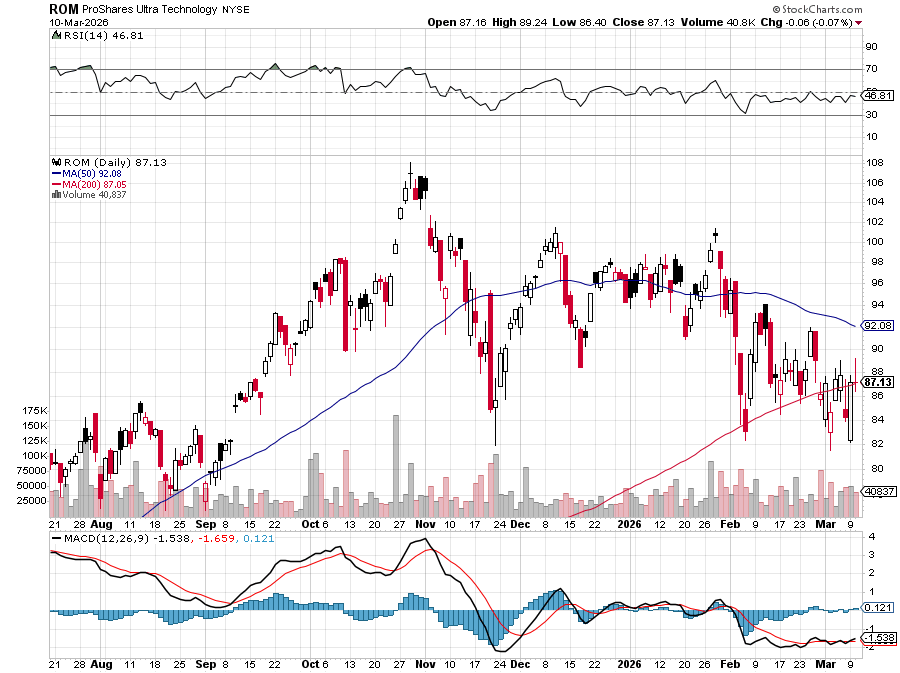 ROM ProShares Ultra Technology NYSE © StockCharts.com
10-Mar-2026 Open 87.16 High 89.24 Low 86.40 Close 87.13 Volume 40.8K Chg -0.06 (-0.07%)
RSI(14) 46.81
90
70
50
46.81
30
10
ROM (Daily) 87.13
MA(50) 92.08
MA(200) 87.05
Volume 40,837
108
106
104
102
100
98
96
94
92.08
90
88
87.13
86
84
82
80
40837
175K
150K
125K
100K
75000
50000
25000
21 28 Aug 11 18 25 Sep 8 15 22 Oct 6 13 20 27 Nov 10 17 24 Dec 8 15 22 2026 12 20 26 Feb 9 17 23 Mar 9
MACD(12,26,9) -1.538, -1.659, 0.121
4
3
2
1
0.121
-1
-1.538
-2
21 28 Aug 11 18 25 Sep 8 15 22 Oct 6 13 20 27 Nov 10 17 24 Dec 8 15 22 2026 12 20 26 Feb 9 17 23 Mar 9